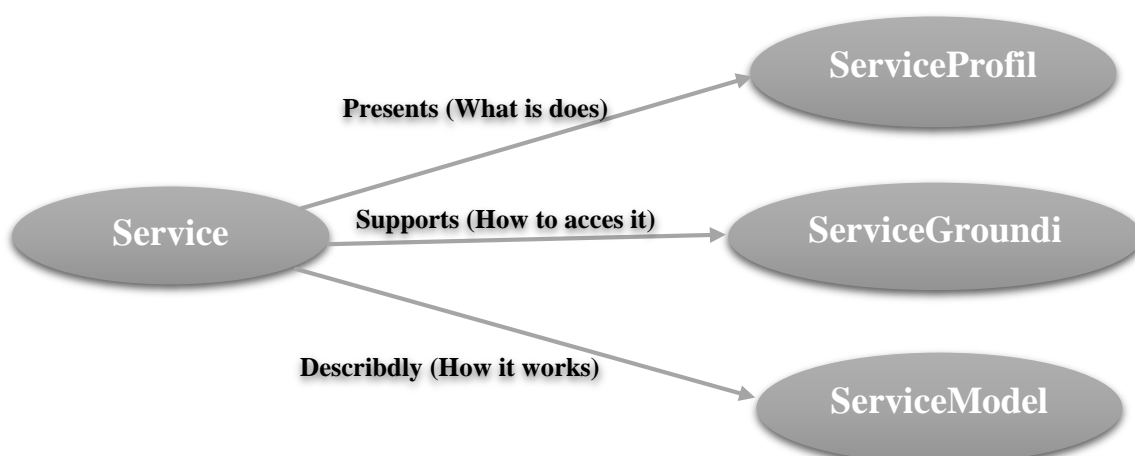 ServiceProfil
Presents (What is does)
Service
Supports (How to acces it)
ServiceGroundi
Describdly (How it works)
ServiceModel